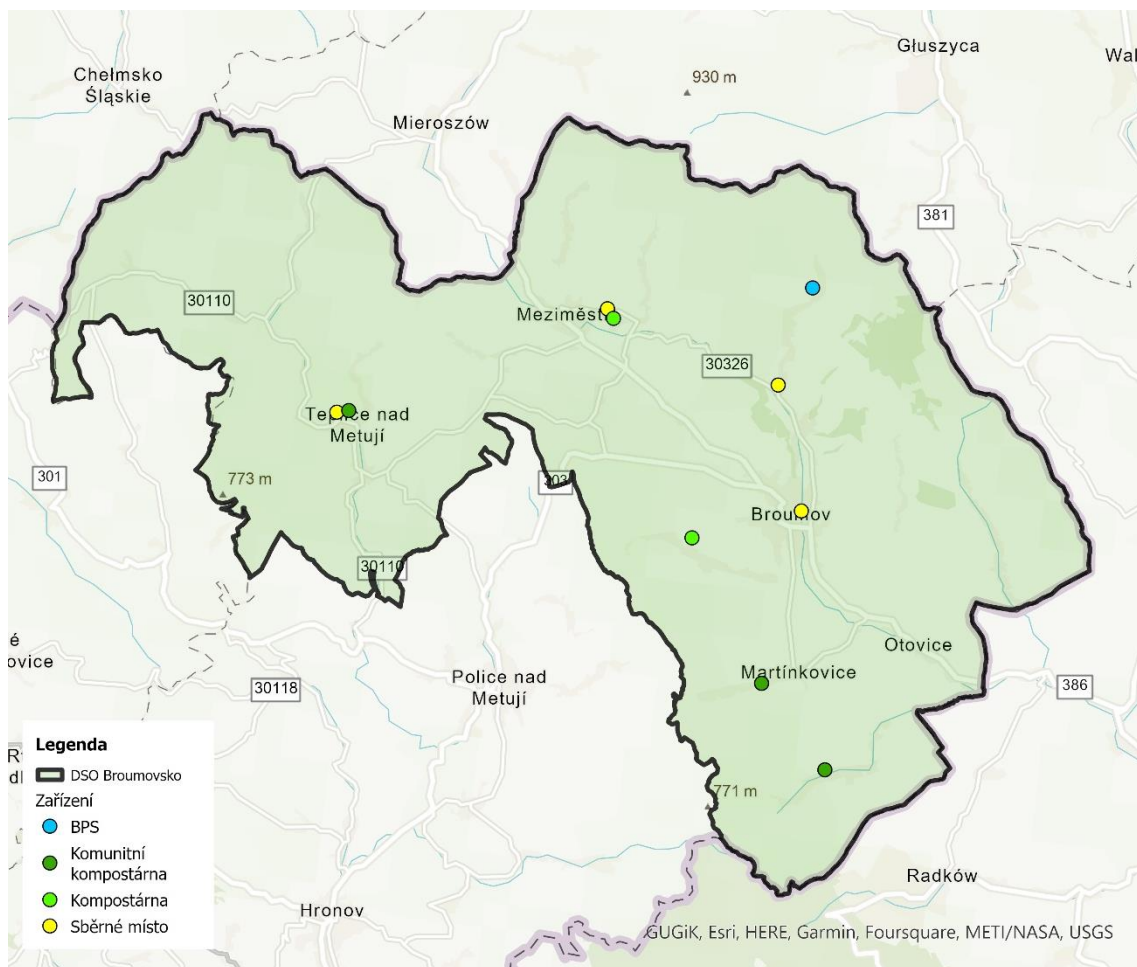 Głuszyca
Wał
Chełmsko
Śląskie
930 m
Mieroszów
381
30110
Meziměstí
30326
Teplice nad
Metují
301
773 m
303
Broumov
30110
é
ovice
Otovice
Martínkovice
Police nad
Metují
30118
386
771 m
Radków
Hronov
Legenda
DSO Broumovsko
Zařízení
BPS
Komunitní
kompostárna
Kompostárna
Sběrné místo
GUGiK, Esri, HERE, Garmin, Foursquare, METI/NASA, USGS